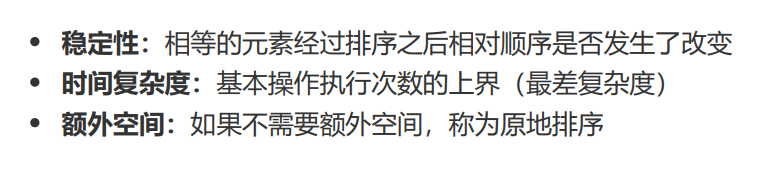 • 稳定性：相等的元素经过排序之后相对顺序是否发生了改变
• 时间复杂度：基本操作执行次数的上界（最差复杂度）
• 额外空间：如果不需要额外空间，称为原地排序